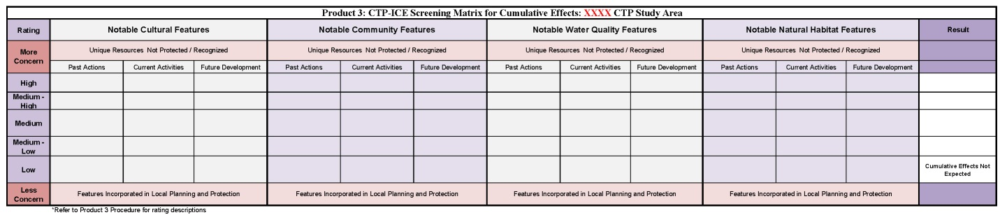 Product 3: CTP-ICE Screening Matrix for Cumulative Effects: XXXX CTP Study Area
Rating Notable Cultural Features Notable Community Features Notable Water Quality Features Notable Natural Habitat Features Result
More Concern Unique Resources Not Protected / Recognized Unique Resources Not Protected / Recognized Unique Resources Not Protected / Recognized Unique Resources Not Protected / Recognized
Past Actions Current Activities Future Development Past Actions Current Activities Future Development Past Actions Current Activities Future Development Past Actions Current Activities Future Development
High
Medium -
High
Medium
Medium -
Low
Low Cumulative Effects Not
Expected
Less
Concern Features Incorporated in Local Planning and Protection Features Incorporated in Local Planning and Protection Features Incorporated in Local Planning and Protection Features Incorporated in Local Planning and Protection
*Refer to Product 3 Procedure for rating descriptions